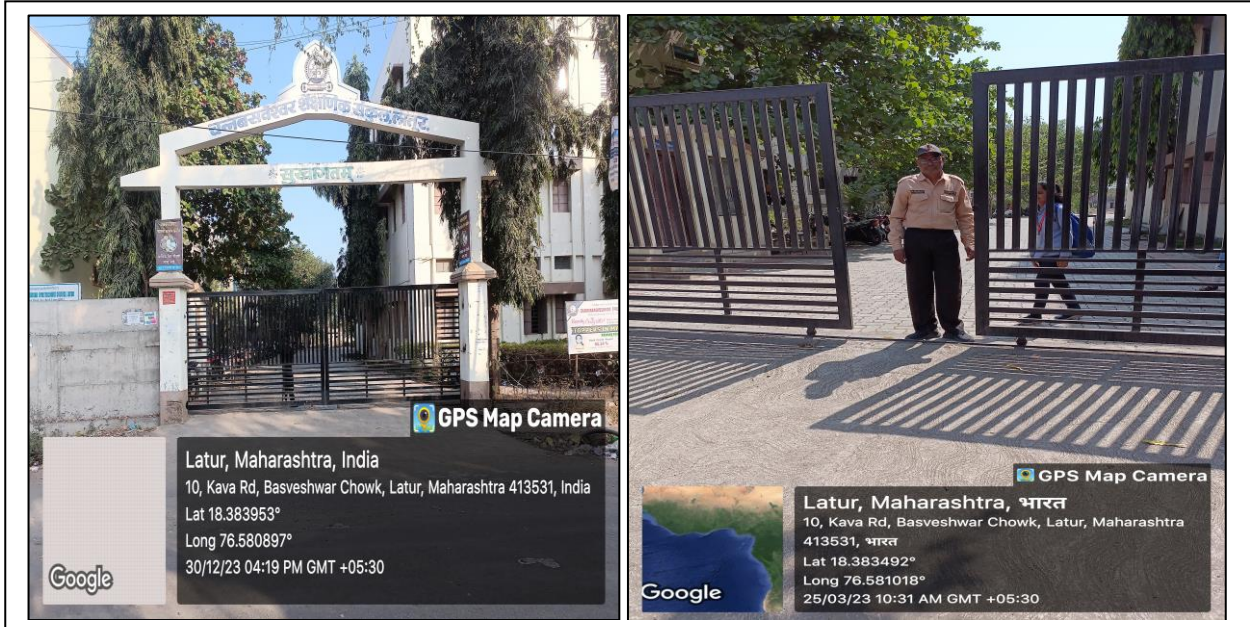 सुस्वागतम्
GPS Map Camera
Latur, Maharashtra, India
10, Kava Rd, Basveshwar Chowk, Latur, Maharashtra 413531, India
Lat 18.383953°
Long 76.580897°
30/12/23 04:19 PM GMT +05:30
Google
GPS Map Camera
Latur, Maharashtra, भारत
10, Kava Rd, Basveshwar Chowk, Latur, Maharashtra
413531, भारत
Lat 18.383492°
Long 76.581018°
25/03/23 10:31 AM GMT +05:30
Google